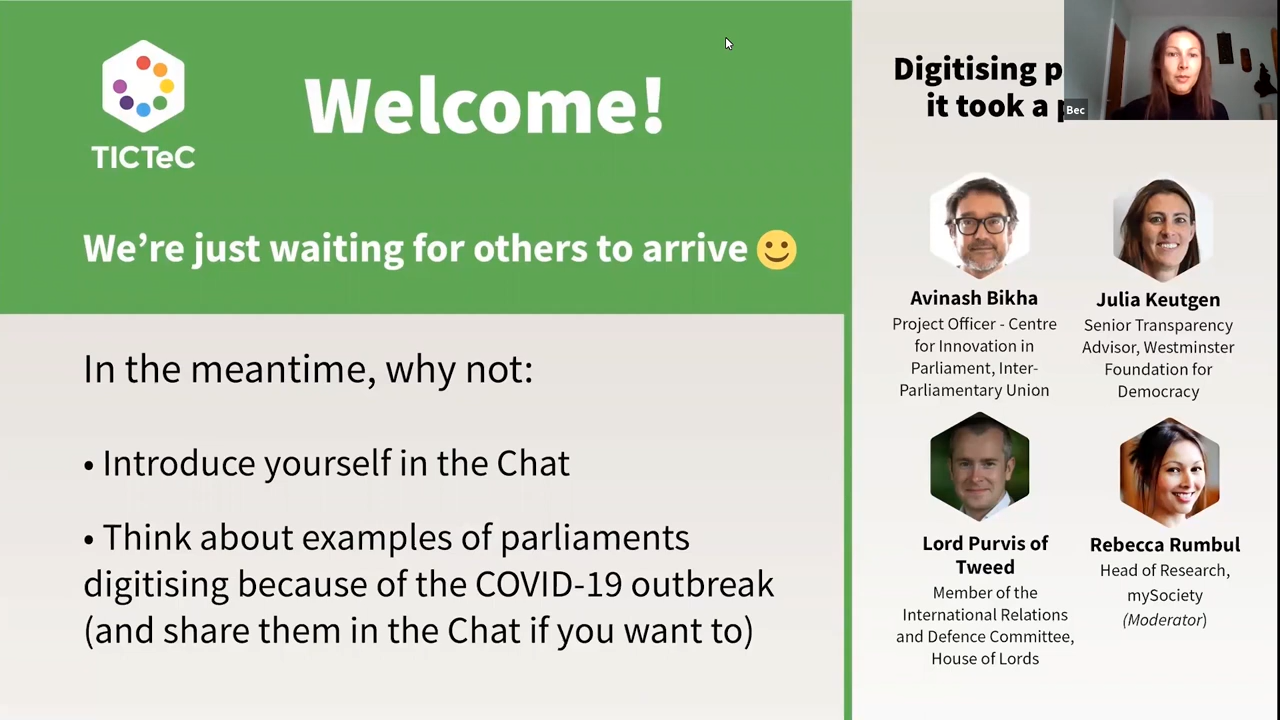 TICTeC
Welcome!
We’re just waiting for others to arrive
In the meantime, why not:
• Introduce yourself in the Chat
• Think about examples of parliaments
digitising because of the COVID-19 outbreak
(and share them in the Chat if you want to)
Digitising p
it took a
Bec
Avinash Bikha
Project Officer - Centre
for Innovation in
Parliament, Inter-
Parliamentary Union
Julia Keutgen
Senior Transparency
Advisor, Westminster
Foundation for
Democracy
Lord Purvis of
Tweed
Member of the
International Relations
and Defence Committee,
House of Lords
Rebecca Rumbul
Head of Research,
mySociety
(Moderator)